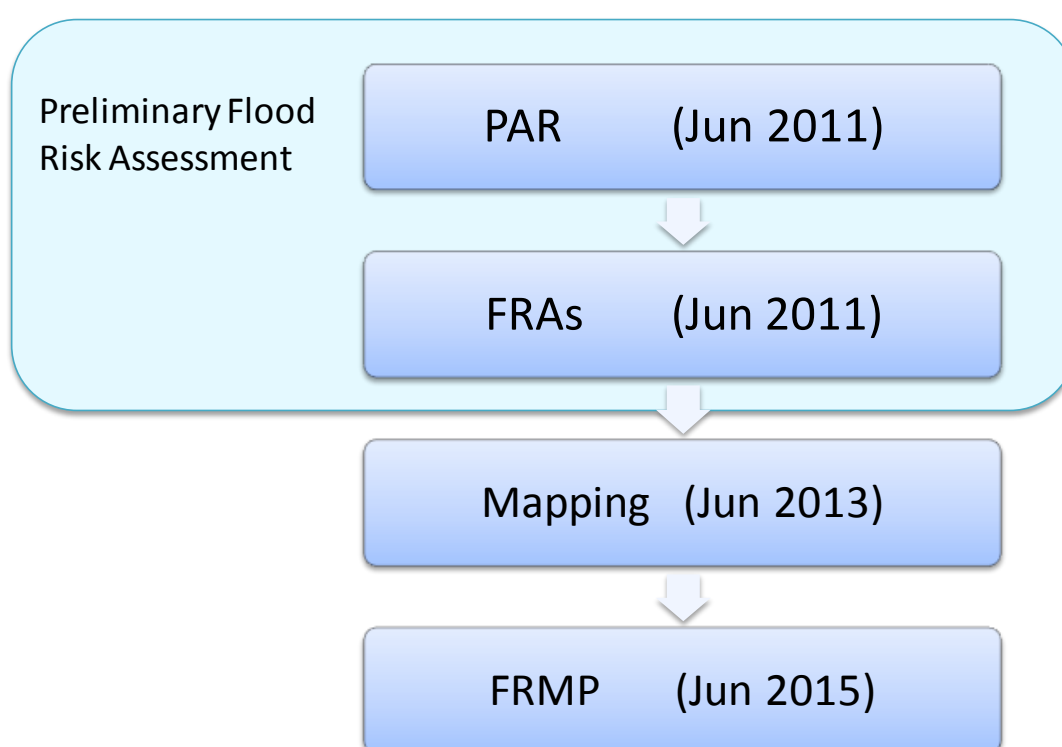 Preliminary Flood
Risk Assessment
PAR (Jun 2011)
FRAs (Jun 2011)
Mapping (Jun 2013)
FRMP (Jun 2015)